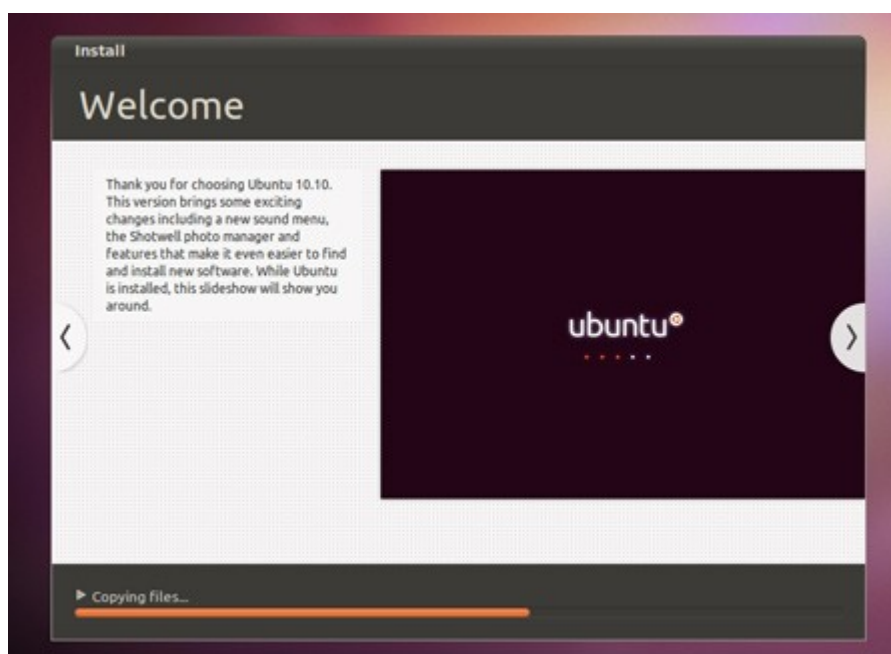 Install
Welcome
Thank you for choosing Ubuntu 10.10.
This version brings some exciting
changes including a new sound menu,
the Shotwell photo manager and
features that make it even easier to find
and install new software. While Ubuntu
is installed, this slideshow will show you
around.
ubuntu
Copying files...